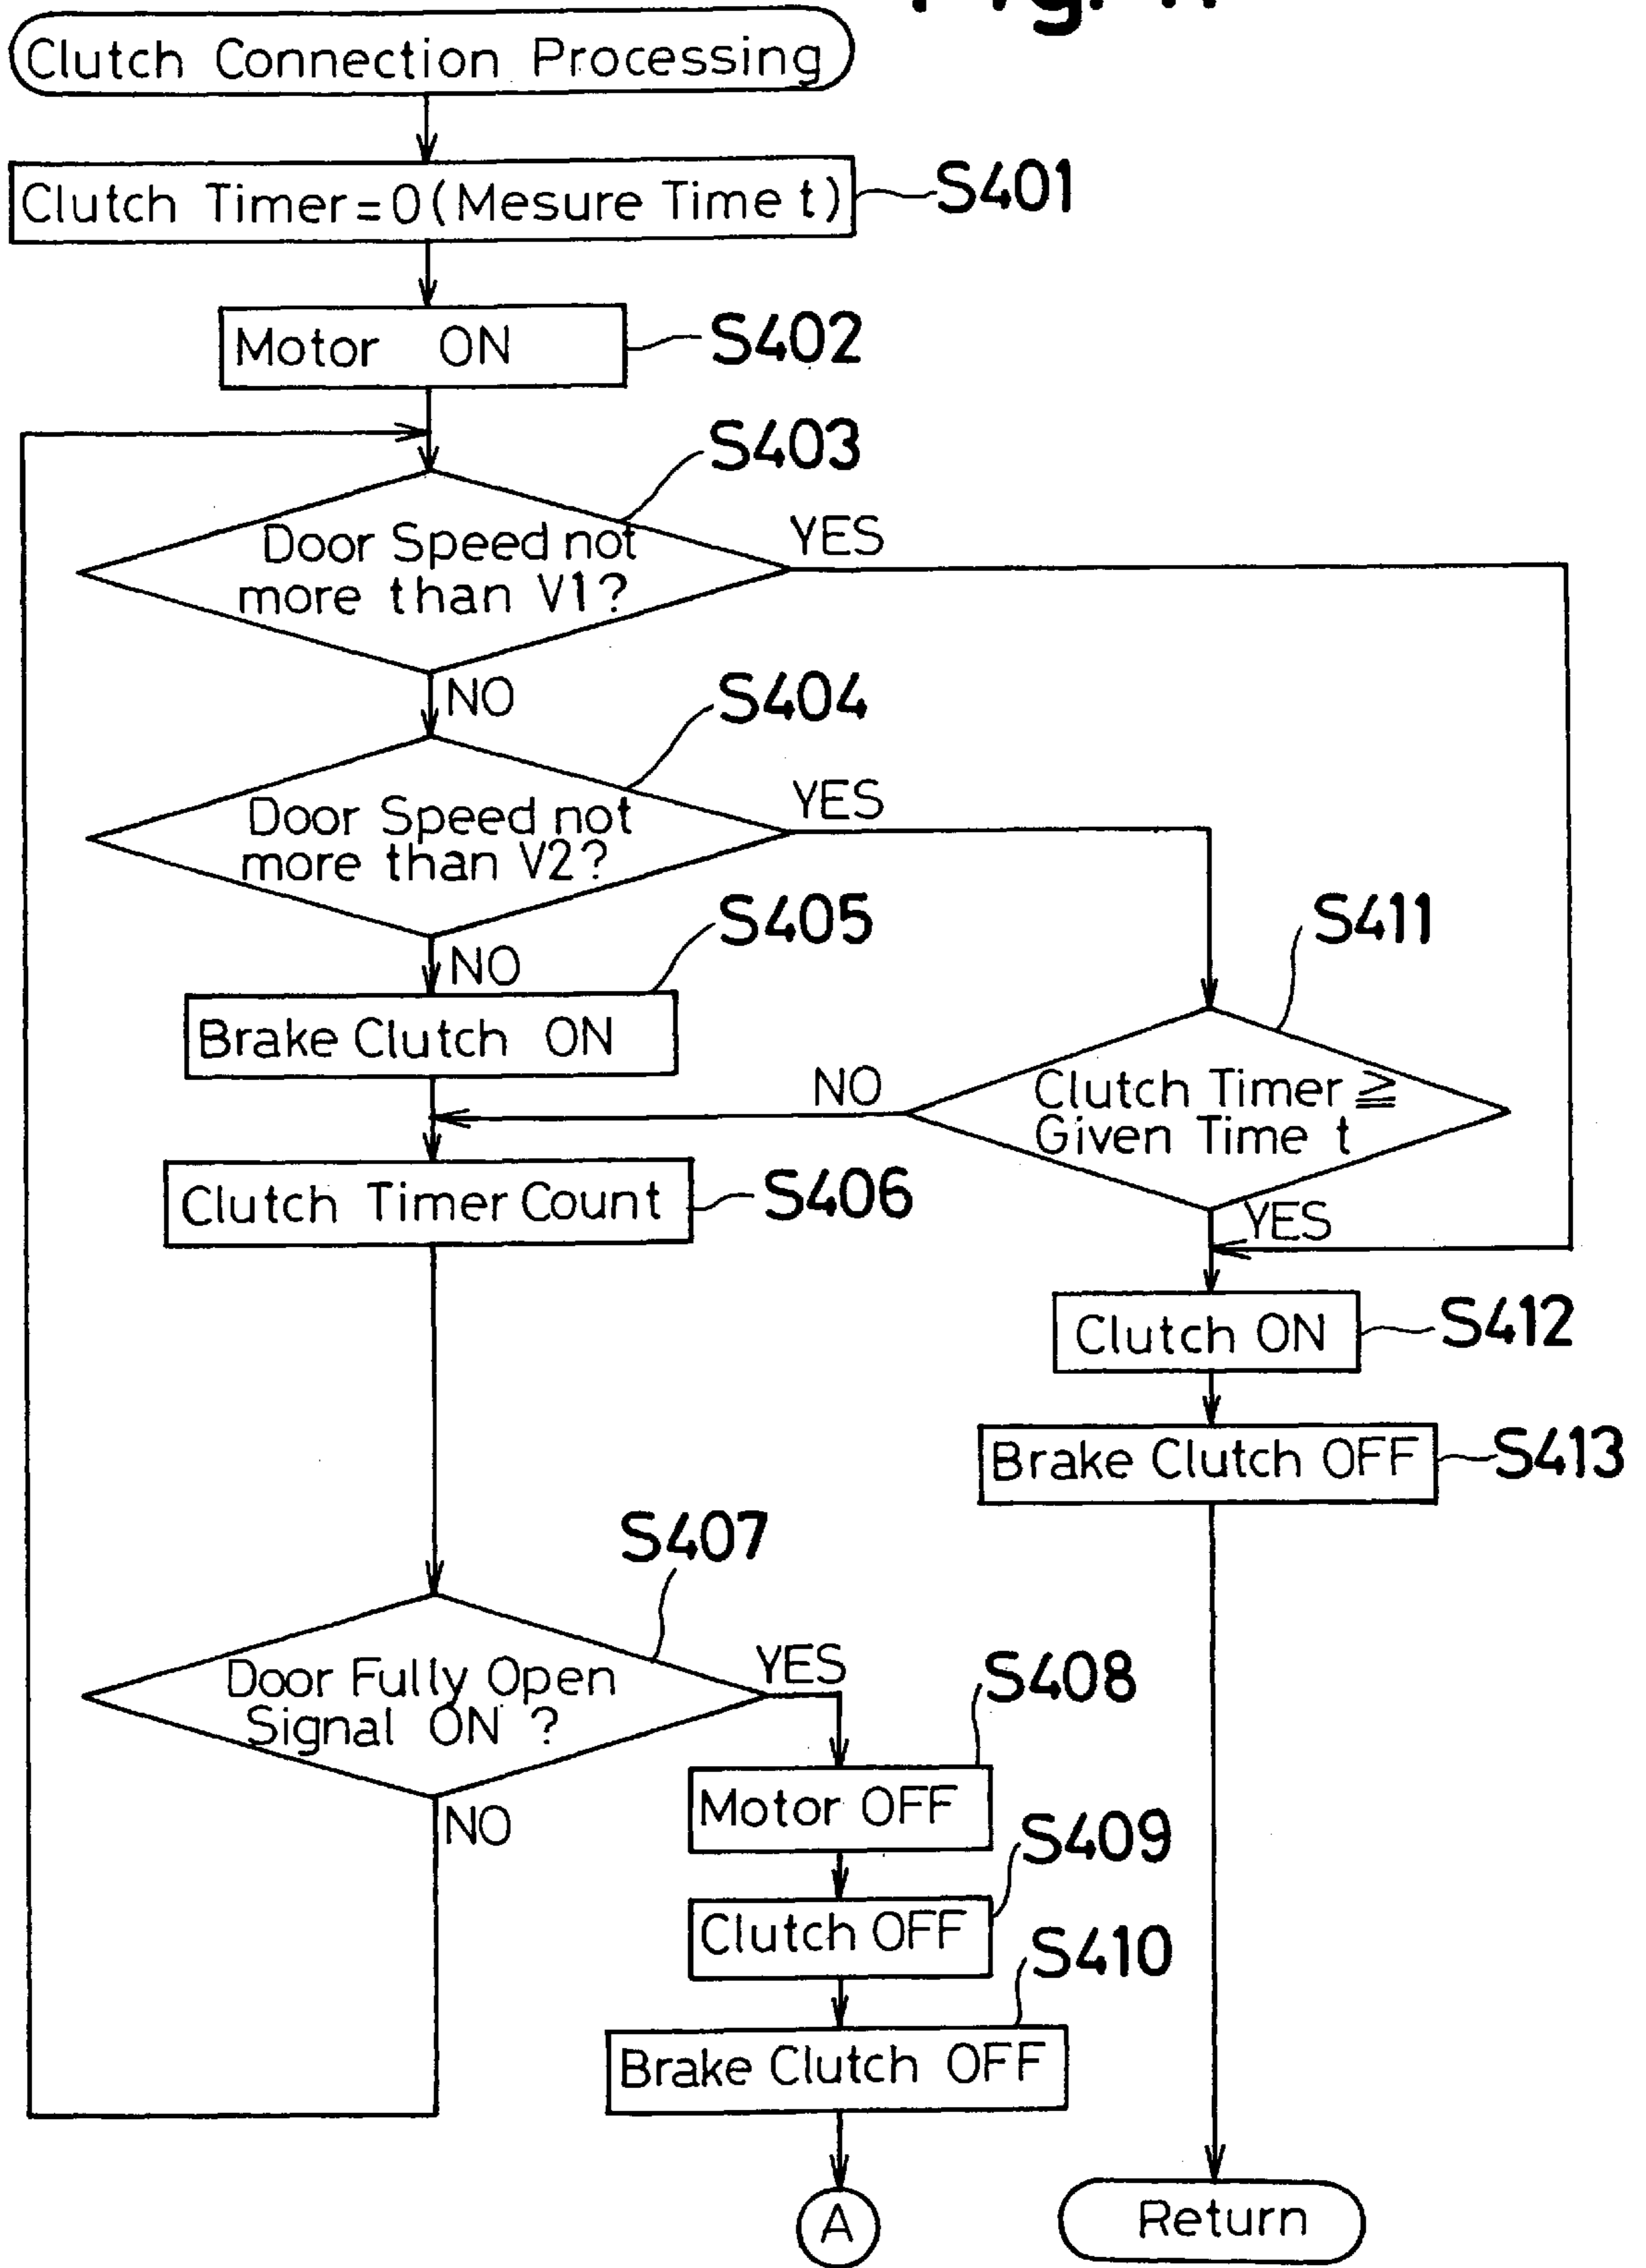 Clutch Connection Processing
Clutch Timer=0(Mesure Time t)
S401
Motor ON
S402
S403
Door Speed not
more than V1?
YES
NO
S404
Door Speed not
more than V2?
YES
NO
S405
Brake Clutch ON
S411
Clutch Timer ≧
Given Time t
NO
YES
Clutch Timer Count
S406
Clutch ON
S412
Brake Clutch OFF
S413
S407
Door Fully Open
Signal ON ?
YES
NO
S408
Motor OFF
S409
Clutch OFF
S410
Brake Clutch OFF
A
Return